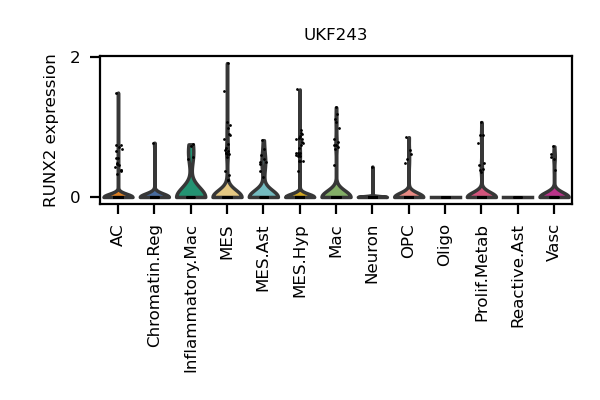 UKF243
RUNX2 expression
2
0
AC
Chromatin.Reg
Inflammatory.Mac
MES
MES.Ast
MES.Hyp
Mac
Neuron
OPC
Oligo
Prolif.Metab
Reactive.Ast
Vasc